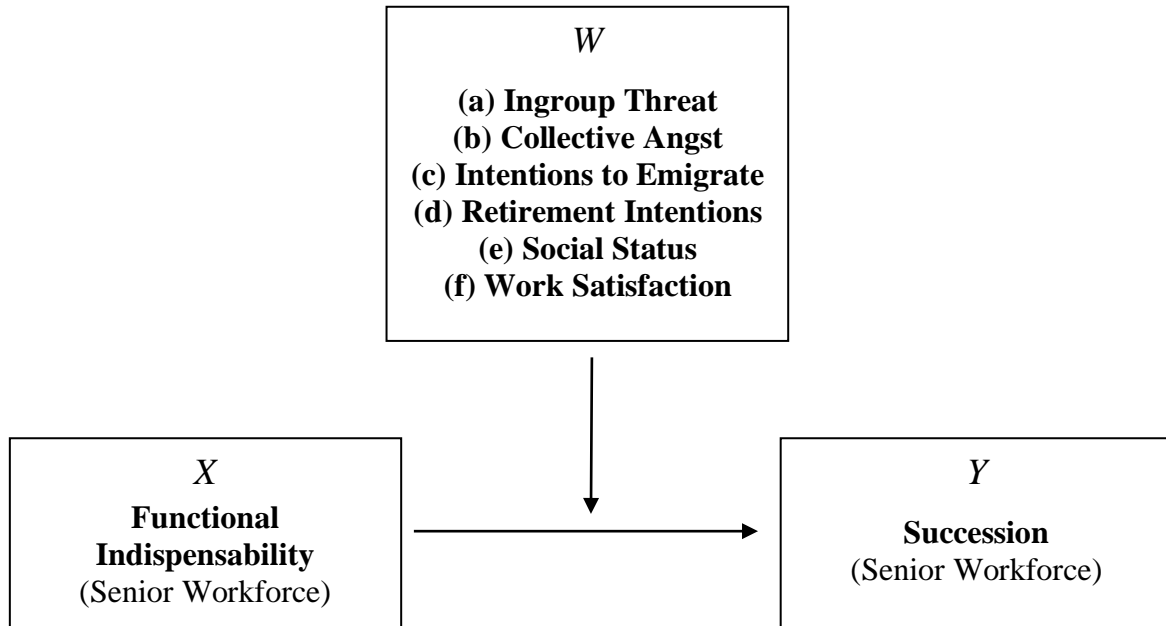 W
(a) Ingroup Threat
(b) Collective Angst
(c) Intentions to Emigrate
(d) Retirement Intentions
(e) Social Status
(f) Work Satisfaction
X
Functional
Indispensability
(Senior Workforce)
Y
Succession
(Senior Workforce)